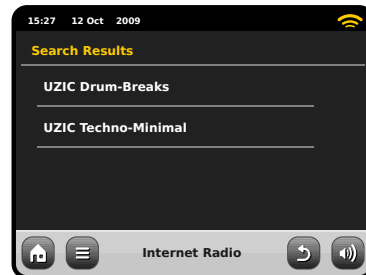 15:27 12 Oct 2009
Search Results
UZIC Drum-Breaks
UZIC Techno-Minimal
Internet Radio